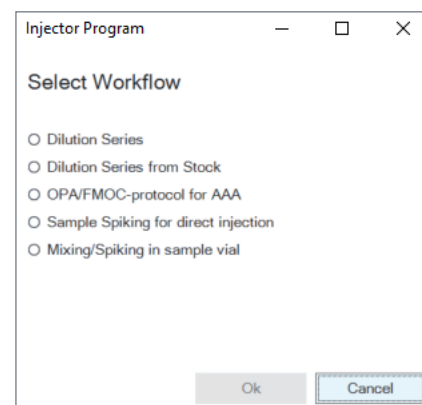 Injector Program
Select Workflow
Dilution Series
Dilution Series from Stock
OPA/FMOC-protocol for AAA
Sample Spiking for direct injection
Mixing/Spiking in sample vial
Ok Cancel